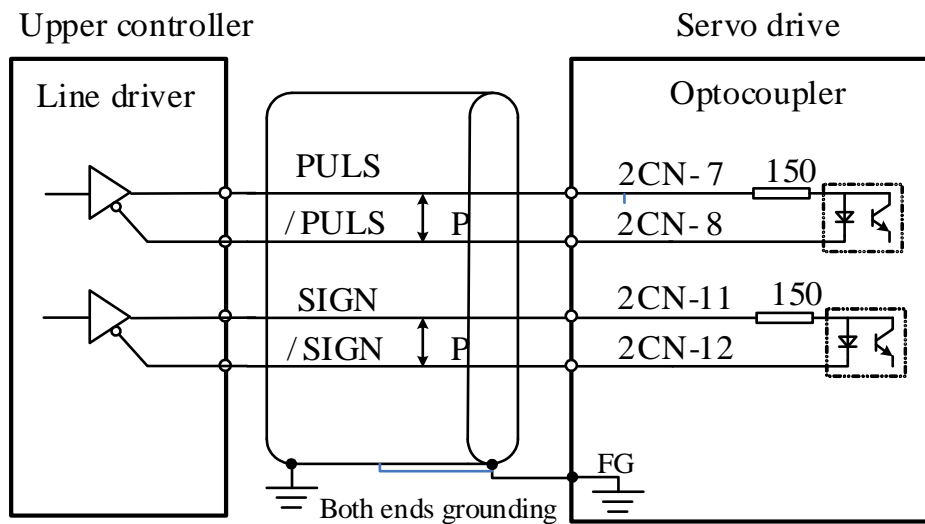 Upper controller
Servo drive
Line driver
Optocoupler
PULS
2CN-7
150
/PULS
P
2CN-8
SIGN
2CN-11
150
/SIGN
P
2CN-12
FG
Both ends grounding